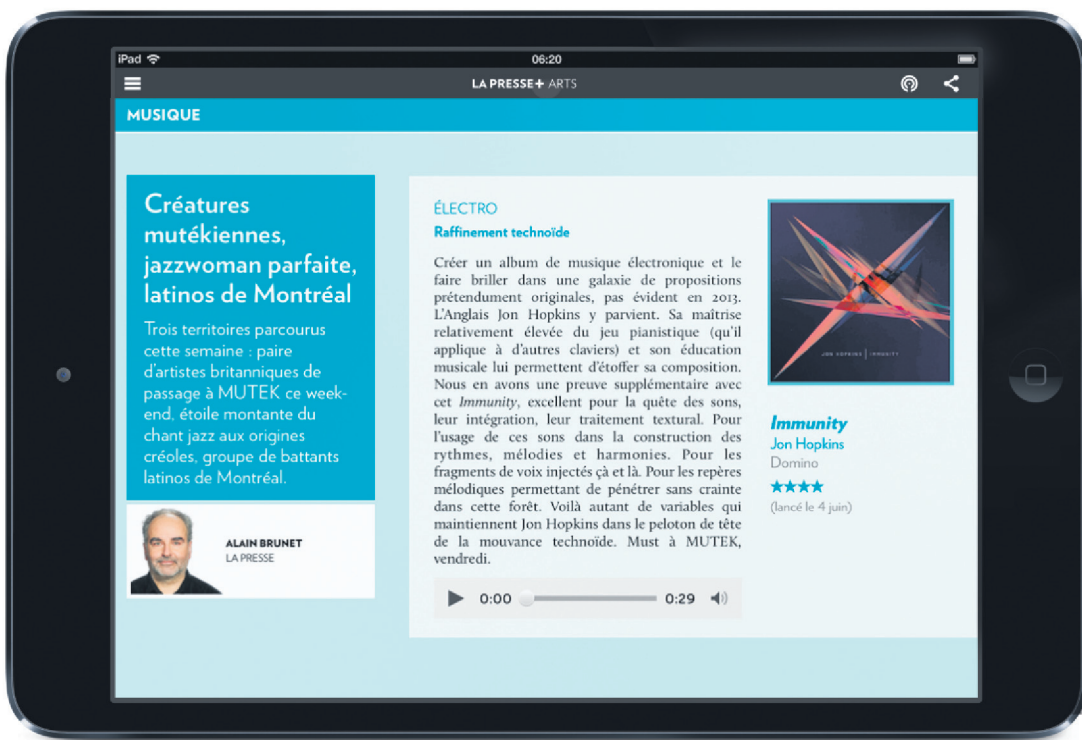 iPad 06:20
LA PRESSE+ ARTS
MUSIQUE
Créatures
mutékiennes,
jazzwoman parfaite,
latinos de Montréal
Trois territoires parcourus
cette semaine : paire
d'artistes britanniques de
passage à MUTEK ce week-
end, étoile montante du
chant jazz aux origines
créoles, groupe de battants
latinos de Montréal.
ALAIN BRUNET
LA PRESSE
ÉLECTRO
Raffinement technoïde
Créer un album de musique électronique et le
faire briller dans une galaxie de propositions
prétendument originales, pas évident en 2013.
L'Anglais Jon Hopkins y parvient. Sa maîtrise
relativement élevée du jeu pianistique (qu'il
applique à d'autres claviers) et son éducation
musicale lui permettent d'étoffer sa composition.
Nous en avons une preuve supplémentaire avec
cet Immunity, excellent pour la quête des sons,
leur intégration, leur traitement textural. Pour
l'usage de ces sons dans la construction des
rythmes, mélodies et harmonies. Pour les
fragments de voix injectés çà et là. Pour les repères
mélodiques permettant de pénétrer sans crainte
dans cette forêt. Voilà autant de variables qui
maintiennent Jon Hopkins dans le peloton de tête
de la mouvance technoïde. Must à MUTEK,
vendredi.
0:00 0:29
JON HOPKINS | IMMUNITY
Immunity
Jon Hopkins
Domino
★★★★
(lancé le 4 juin)